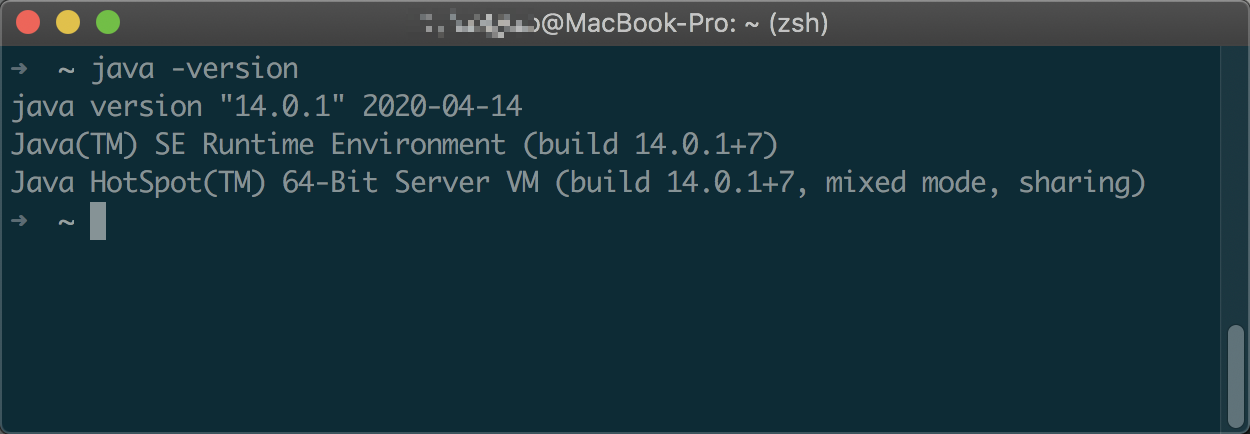 @MacBook-Pro: ~ (zsh)
➜ ~ java -version
java version "14.0.1" 2020-04-14
Java(TM) SE Runtime Environment (build 14.0.1+7)
Java HotSpot(TM) 64-Bit Server VM (build 14.0.1+7, mixed mode, sharing)
➜ ~